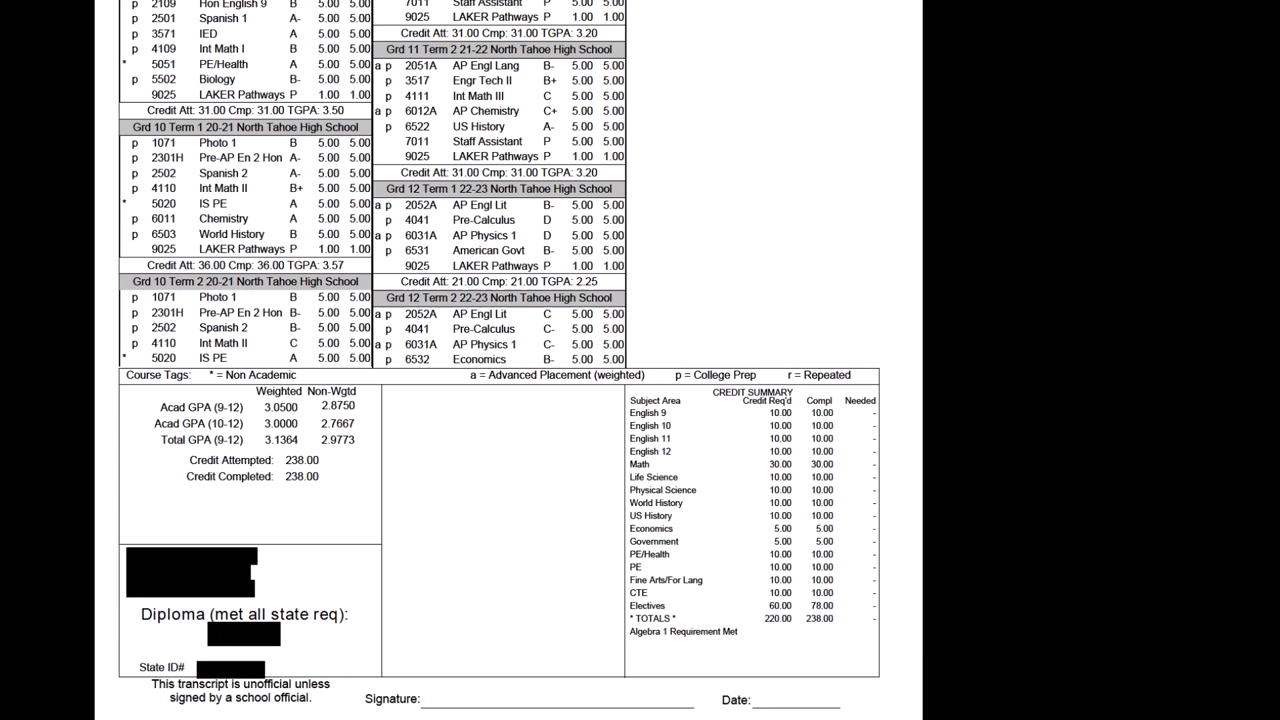 p 2109 Hon English 9 B 5.00 5.00
p 2501 Spanish 1 A- 5.00 5.00
p 3571 IED A 5.00 5.00
p 4109 Int Math I B 5.00 5.00
* 5051 PE/Health A 5.00 5.00
p 5502 Biology B- 5.00 5.00
9025 LAKER Pathways P 1.00 1.00
Credit Att: 31.00 Cmp: 31.00 TGPA: 3.50
Grd 10 Term 1 20-21 North Tahoe High School
p 1071 Photo 1 B 5.00 5.00
p 2301H Pre-AP En 2 Hon A- 5.00 5.00
p 2502 Spanish 2 A- 5.00 5.00
p 4110 Int Math II B+ 5.00 5.00
* 5020 IS PE A 5.00 5.00
p 6011 Chemistry A 5.00 5.00
p 6503 World History B 5.00 5.00
9025 LAKER Pathways P 1.00 1.00
Credit Att: 36.00 Cmp: 36.00 TGPA: 3.57
Grd 10 Term 2 20-21 North Tahoe High School
p 1071 Photo 1 B 5.00 5.00
p 2301H Pre-AP En 2 Hon B- 5.00 5.00
p 2502 Spanish 2 B- 5.00 5.00
p 4110 Int Math II C 5.00 5.00
* 5020 IS PE A 5.00 5.00
7011 Staff Assistant P 5.00 5.00
9025 LAKER Pathways P 1.00 1.00
Credit Att: 31.00 Cmp: 31.00 TGPA: 3.20
Grd 11 Term 2 21-22 North Tahoe High School
a p 2051A AP Engl Lang B- 5.00 5.00
p 3517 Engr Tech II B+ 5.00 5.00
p 4111 Int Math III C 5.00 5.00
a p 6012A AP Chemistry C+ 5.00 5.00
p 6522 US History A- 5.00 5.00
7011 Staff Assistant P 5.00 5.00
9025 LAKER Pathways P 1.00 1.00
Credit Att: 31.00 Cmp: 31.00 TGPA: 3.20
Grd 12 Term 1 22-23 North Tahoe High School
a p 2052A AP Engl Lit B- 5.00 5.00
p 4041 Pre-Calculus D 5.00 5.00
a p 6031A AP Physics 1 D 5.00 5.00
p 6531 American Govt B- 5.00 5.00
9025 LAKER Pathways P 1.00 1.00
Credit Att: 21.00 Cmp: 21.00 TGPA: 2.25
Grd 12 Term 2 22-23 North Tahoe High School
a p 2052A AP Engl Lit C 5.00 5.00
p 4041 Pre-Calculus C- 5.00 5.00
a p 6031A AP Physics 1 C- 5.00 5.00
p 6532 Economics B- 5.00 5.00
Course Tags: * = Non Academic a = Advanced Placement (weighted) p = College Prep r = Repeated
Weighted Non-Wgtd
Acad GPA (9-12) 3.0500 2.8750
Acad GPA (10-12) 3.0000 2.7667
Total GPA (9-12) 3.1364 2.9773
Credit Attempted: 238.00
Credit Completed: 238.00
CREDIT SUMMARY
Subject Area Credit Req'd Compl Needed
English 9 10.00 10.00 -
English 10 10.00 10.00 -
English 11 10.00 10.00 -
English 12 10.00 10.00 -
Math 30.00 30.00 -
Life Science 10.00 10.00 -
Physical Science 10.00 10.00 -
World History 10.00 10.00 -
US History 10.00 10.00 -
Economics 5.00 5.00 -
Government 5.00 5.00 -
PE/Health 10.00 10.00 -
PE 10.00 10.00 -
Fine Arts/For Lang 10.00 10.00 -
CTE 10.00 10.00 -
Electives 60.00 78.00 -
* TOTALS * 220.00 238.00 -
Algebra 1 Requirement Met
Diploma (met all state req):
State ID#
This transcript is unofficial unless
signed by a school official.
Signature:
Date: